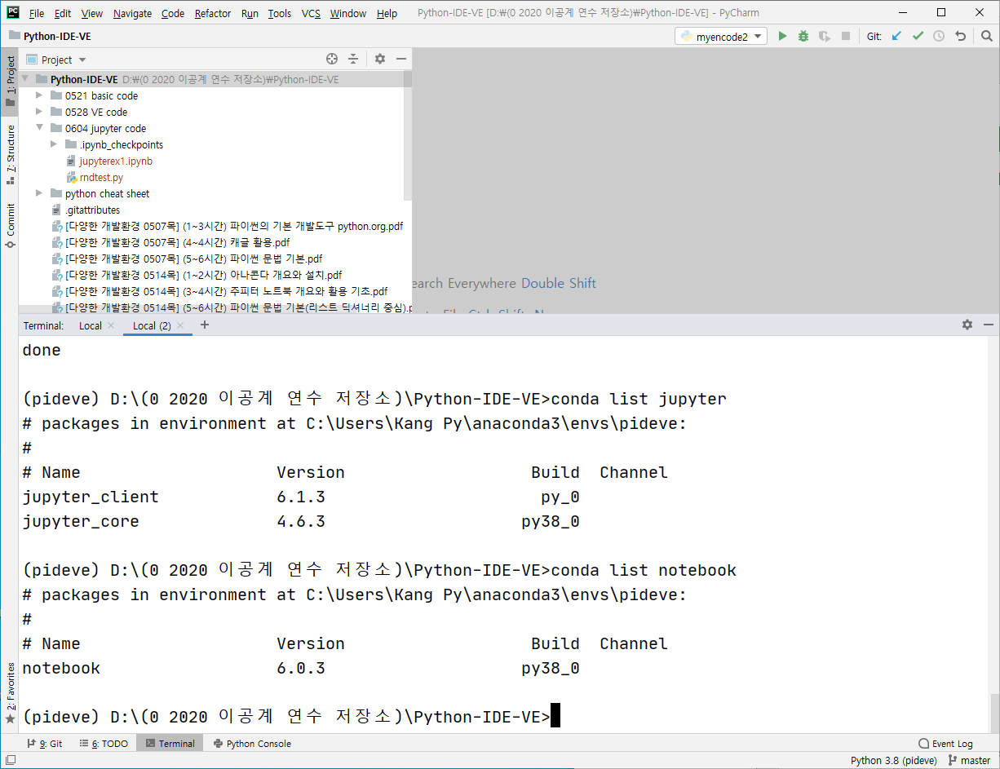 PC File Edit View Navigate Code Refactor Run Tools VCS Window Help Python-IDE-VE [D:₩(0 2020 이공계 연수 저장소)₩Python-IDE-VE] - PyCharm
Python-IDE-VE myencode2 Git:
1: Project
7: Structure
Commit
2: Favorites
Project
Python-IDE-VE D:₩(0 2020 이공계 연수 저장소)₩Python-IDE-VE
0521 basic code
0528 VE code
0604 jupyter code
.ipynb_checkpoints
jupyterex1.ipynb
rndtest.py
python cheat sheet
.gitattributes
[다양한 개발환경 0507목] (1~3시간) 파이썬의 기본 개발도구 python.org.pdf
[다양한 개발환경 0507목] (4~4시간) 캐글 활용.pdf
[다양한 개발환경 0507목] (5~6시간) 파이썬 문법 기본.pdf
[다양한 개발환경 0514목] (1~2시간) 아나콘다 개요와 설치.pdf
[다양한 개발환경 0514목] (3~4시간) 주피터 노트북 개요와 활용 기초.pdf
[다양한 개발환경 0514목] (5~6시간) 파이썬 문법 기본(리스트 딕셔너리 중심).p
earch Everywhere Double Shift
Terminal: Local × Local (2) × +
done
(pideve) D:\(0 2020 이공계 연수 저장소)\Python-IDE-VE>conda list jupyter
# packages in environment at C:\Users\Kang Py\anaconda3\envs\pideve:
#
# Name Version Build Channel
jupyter_client 6.1.3 py_0
jupyter_core 4.6.3 py38_0
(pideve) D:\(0 2020 이공계 연수 저장소)\Python-IDE-VE>conda list notebook
# packages in environment at C:\Users\Kang Py\anaconda3\envs\pideve:
#
# Name Version Build Channel
notebook 6.0.3 py38_0
(pideve) D:\(0 2020 이공계 연수 저장소)\Python-IDE-VE>
9: Git 6: TODO Terminal Python Console Event Log
Python 3.8 (pideve) master